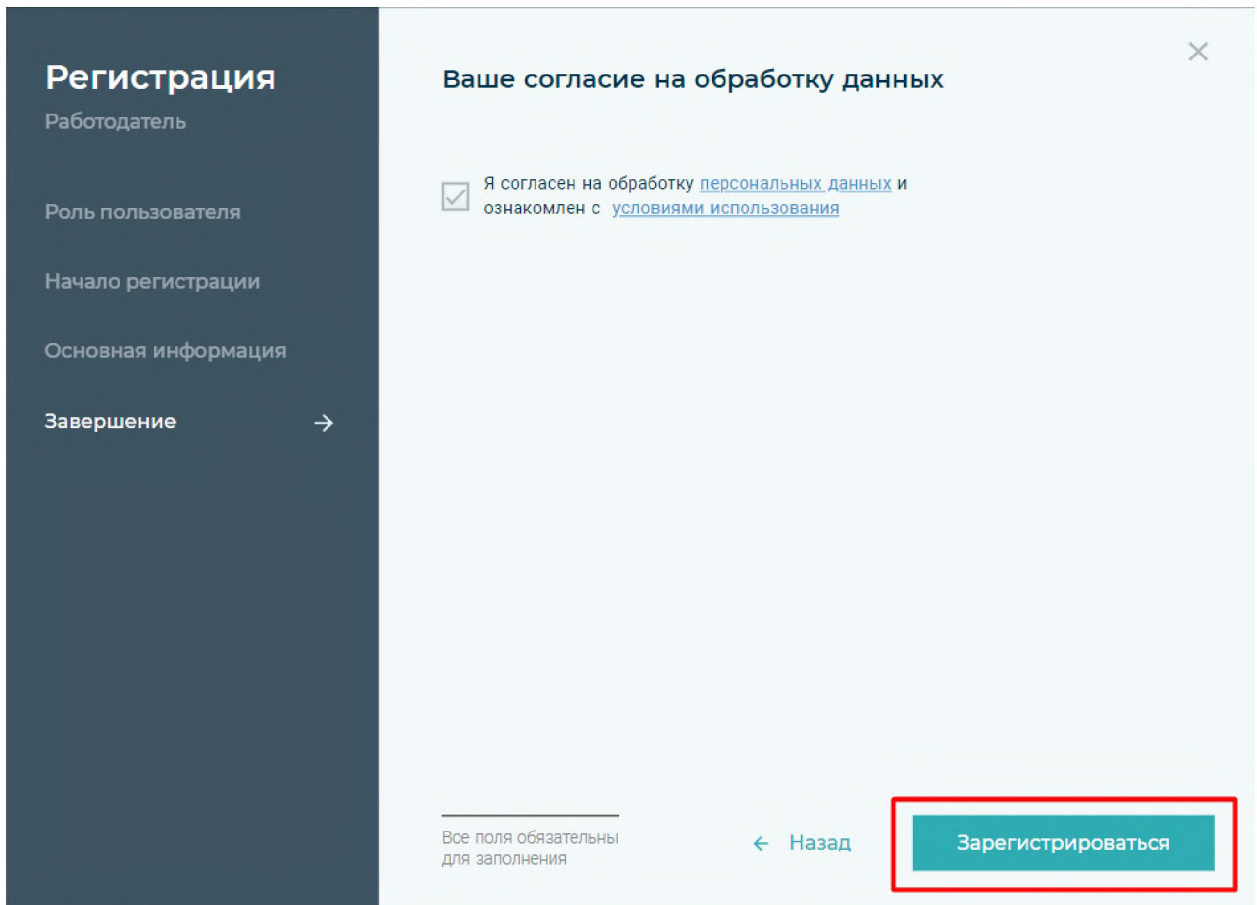 Регистрация
Работодатель
Роль пользователя
Начало регистрации
Основная информация
Завершение
Ваше согласие на обработку данных
Я согласен на обработку персональных данных и
ознакомлен с условиями использования
Все поля обязательны
для заполнения
Назад
Зарегистрироваться